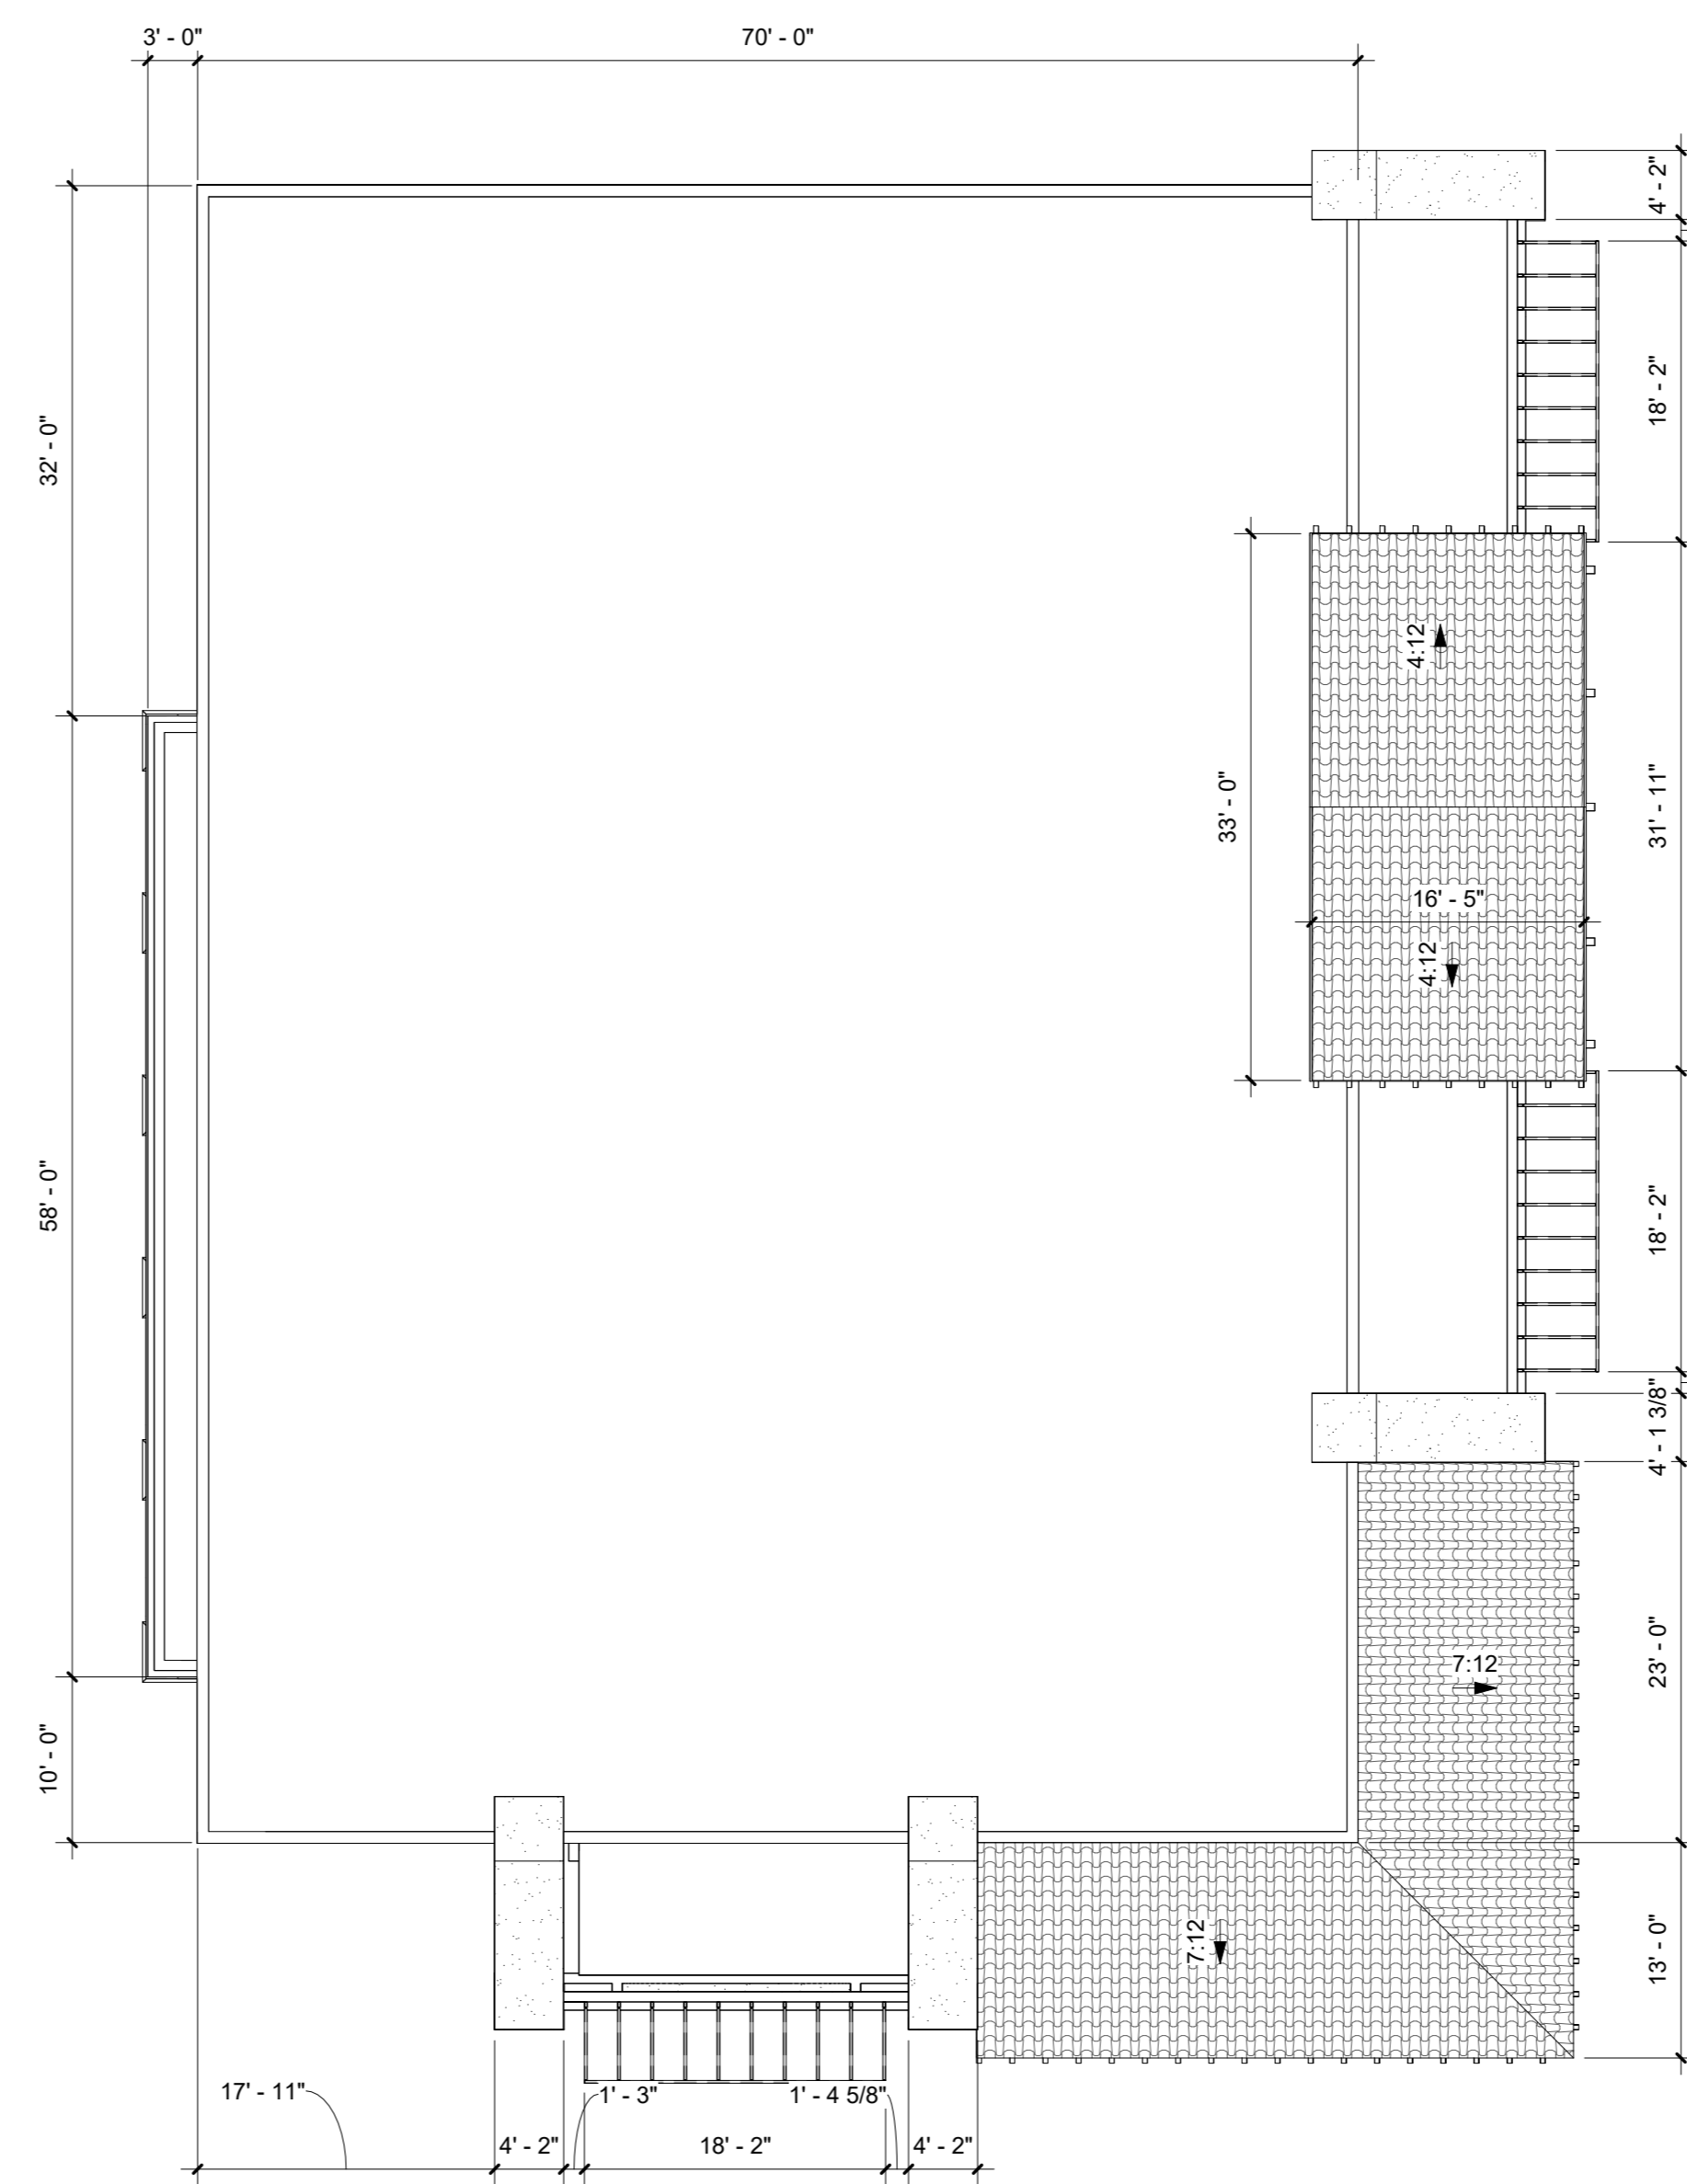 3' - 0"
70' - 0"
4' - 2"
18' - 2"
32' - 0"
4:12
33' - 0"
31' - 11"
16' - 5"
4:12
58' - 0"
18' - 2"
4' - 1 3/8"
23' - 0"
7:12
10' - 0"
7:12
13' - 0"
17' - 11"
1' - 3"
1' - 4 5/8"
4' - 2"
18' - 2"
4' - 2"